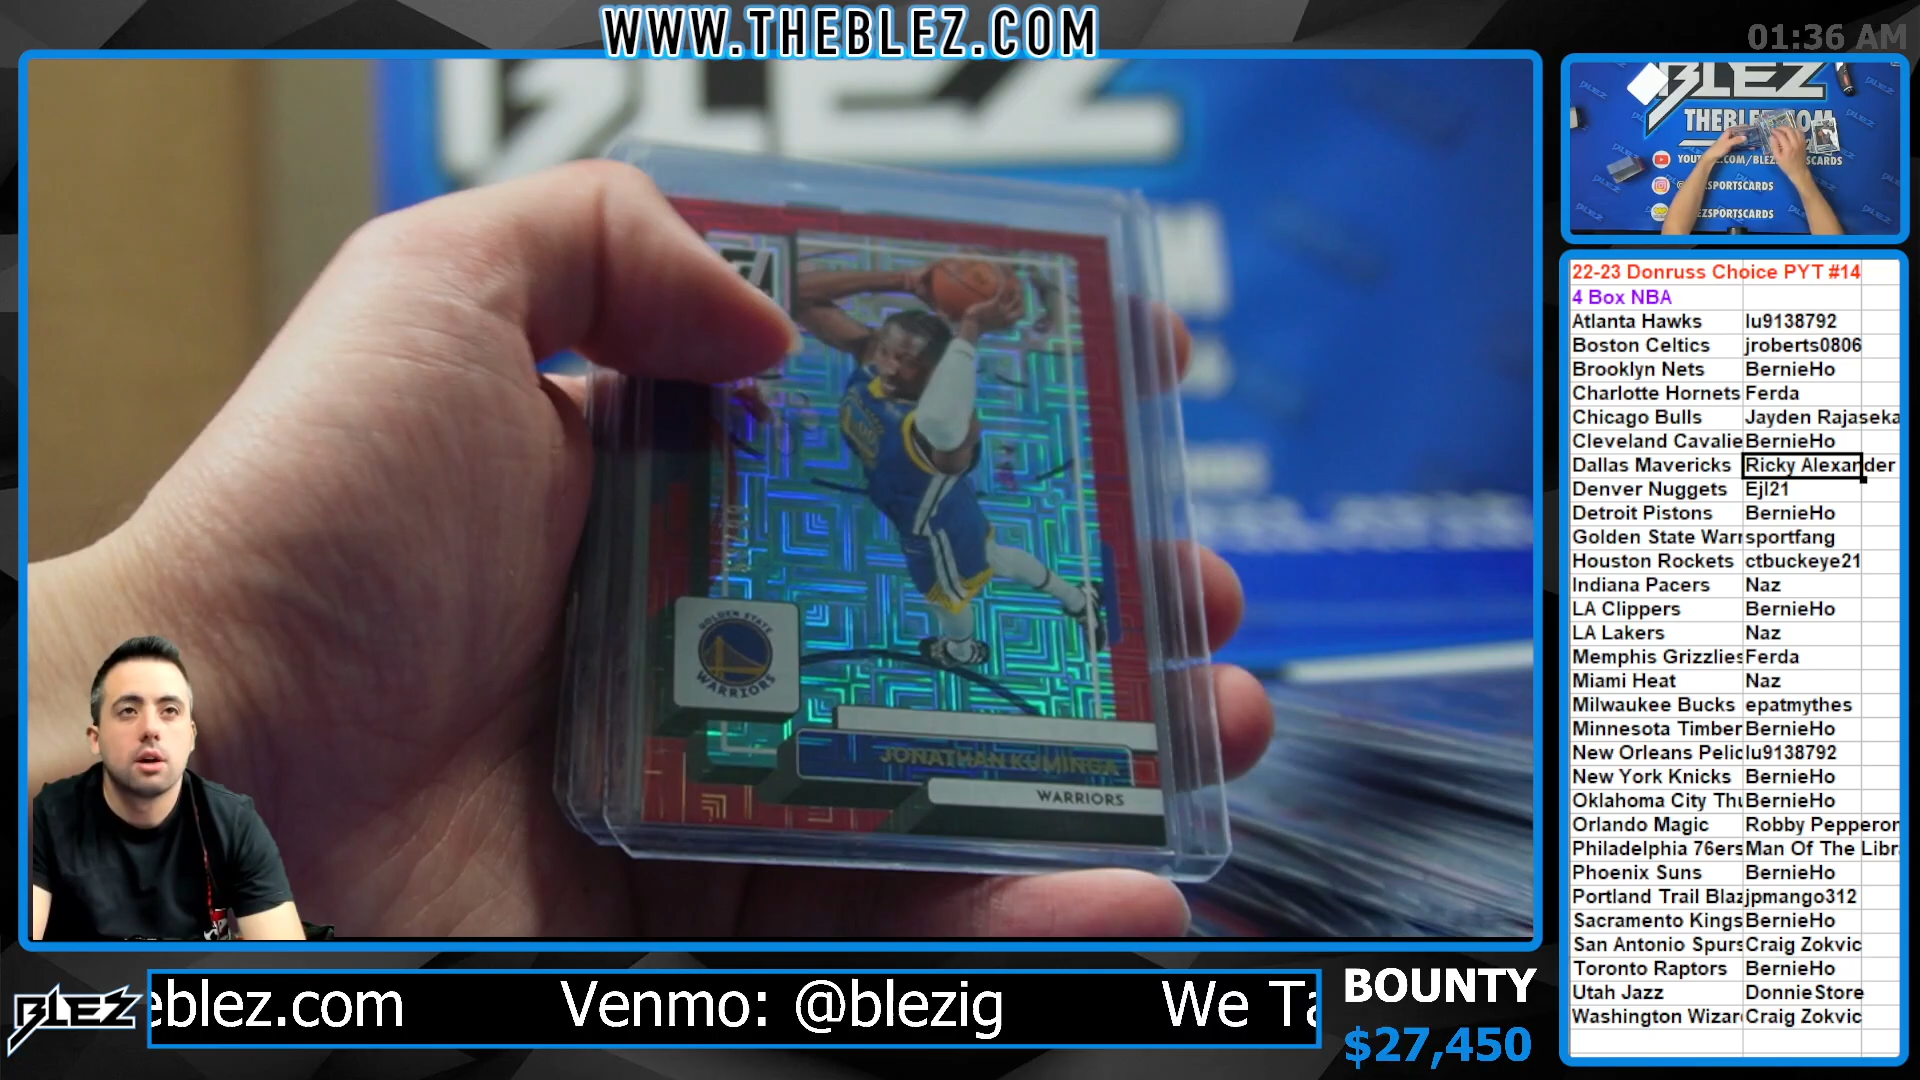 WWW.THEBLEZ.COM
01:36 AM
BLEZ
BLEZ
22-23 Donruss Choice PYT #14
4 Box NBA
Atlanta Hawks lu9138792
Boston Celtics jroberts0806
Brooklyn Nets BernieHo
Charlotte Hornets Ferda
Chicago Bulls Jayden Rajaseka
Cleveland Cavalie BernieHo
Dallas Mavericks Ricky Alexander
Denver Nuggets Ejl21
Detroit Pistons BernieHo
Golden State Warr sportfang
Houston Rockets ctbuckeye21
Indiana Pacers Naz
LA Clippers BernieHo
LA Lakers Naz
Memphis Grizzlies Ferda
Miami Heat Naz
Milwaukee Bucks epatmythes
Minnesota Timber BernieHo
New Orleans Pelic lu9138792
New York Knicks BernieHo
Oklahoma City Thu BernieHo
Orlando Magic Robby Pepperon
Philadelphia 76ers Man Of The Libr
Phoenix Suns BernieHo
Portland Trail Blaz jpmango312
Sacramento Kings BernieHo
San Antonio Spurs Craig Zokvic
Toronto Raptors BernieHo
Utah Jazz DonnieStore
Washington Wizar Craig Zokvic
GOLDEN STATE
WARRIORS
JONATHAN KUMINGA
WARRIORS
BLEZ
eblez.com Venmo: @blezig We Ta
BOUNTY
$27,450